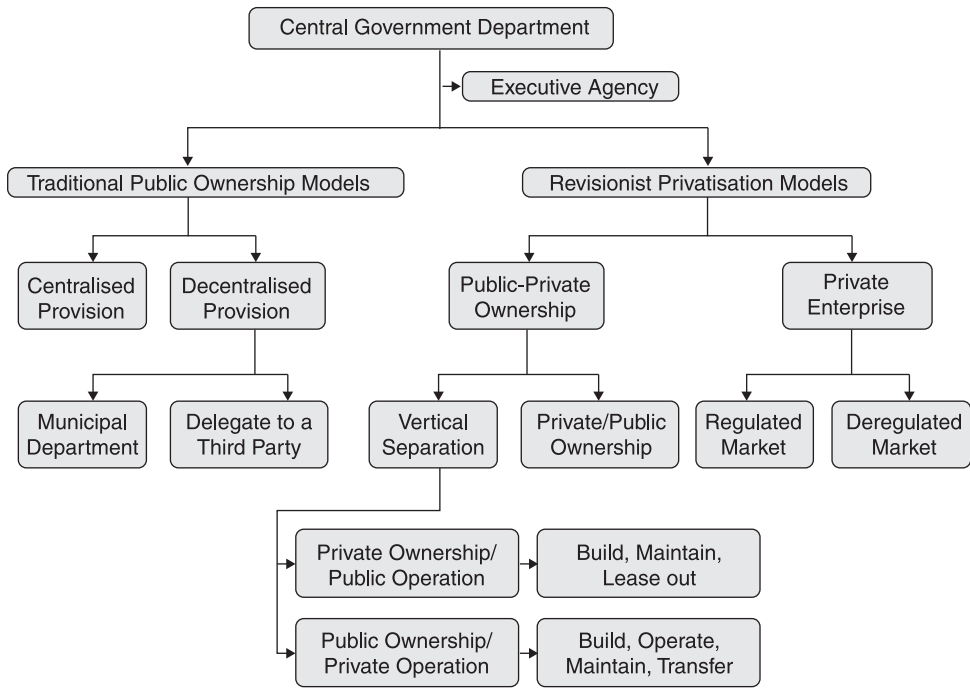 Central Government Department
Executive Agency
Traditional Public Ownership Models
Revisionist Privatisation Models
Centralised
Provision
Decentralised
Provision
Public-Private
Ownership
Private
Enterprise
Municipal
Department
Delegate to a
Third Party
Vertical
Separation
Private/Public
Ownership
Regulated
Market
Deregulated
Market
Private Ownership/
Public Operation
Build, Maintain,
Lease out
Public Ownership/
Private Operation
Build, Operate,
Maintain, Transfer